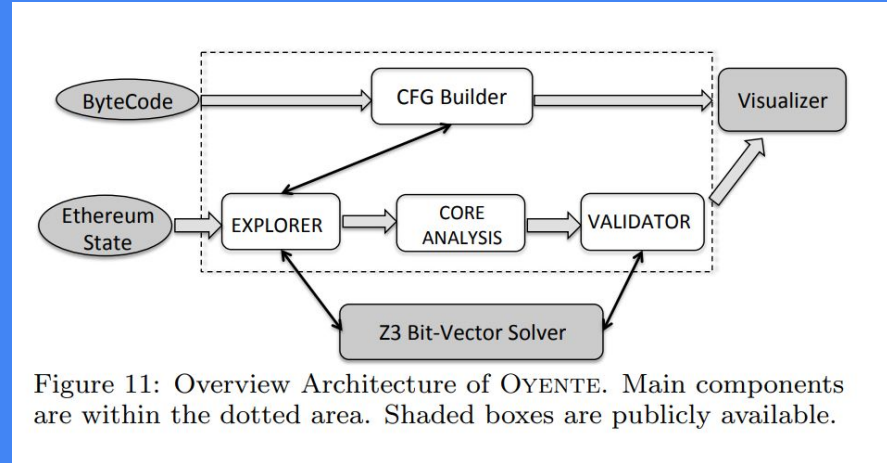 ByteCode
CFG Builder
Visualizer
Ethereum
State
EXPLORER
CORE
ANALYSIS
VALIDATOR
Z3 Bit-Vector Solver
Figure 11: Overview Architecture of OYENTE. Main components
are within the dotted area. Shaded boxes are publicly available.